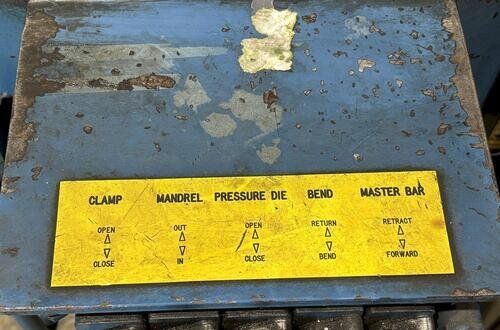 CLAMP MANDREL PRESSURE DIE BEND MASTER BAR
OPEN OUT OPEN RETURN RETRACT
CLOSE IN CLOSE BEND FORWARD